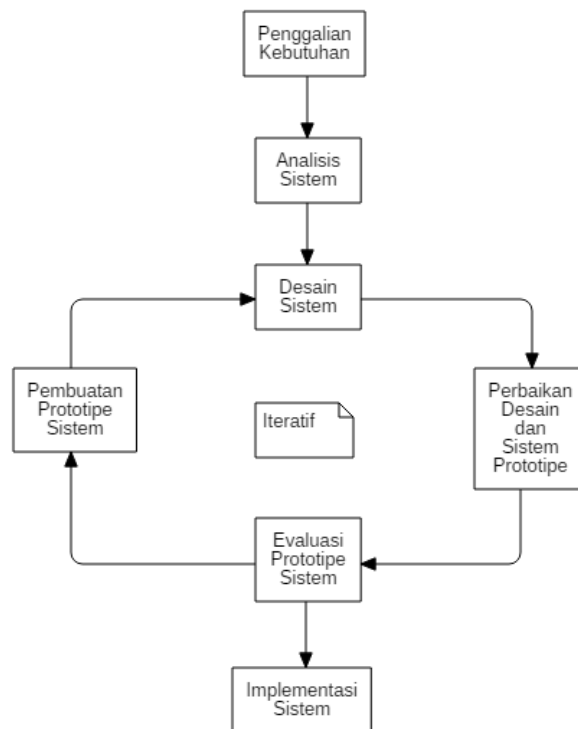 Penggalian
Kebutuhan
Analisis
Sistem
Desain
Sistem
Pembuatan
Prototipe
Sistem
Iteratif
Perbaikan
Desain
dan
Sistem
Prototipe
Evaluasi
Prototipe
Sistem
Implementasi
Sistem